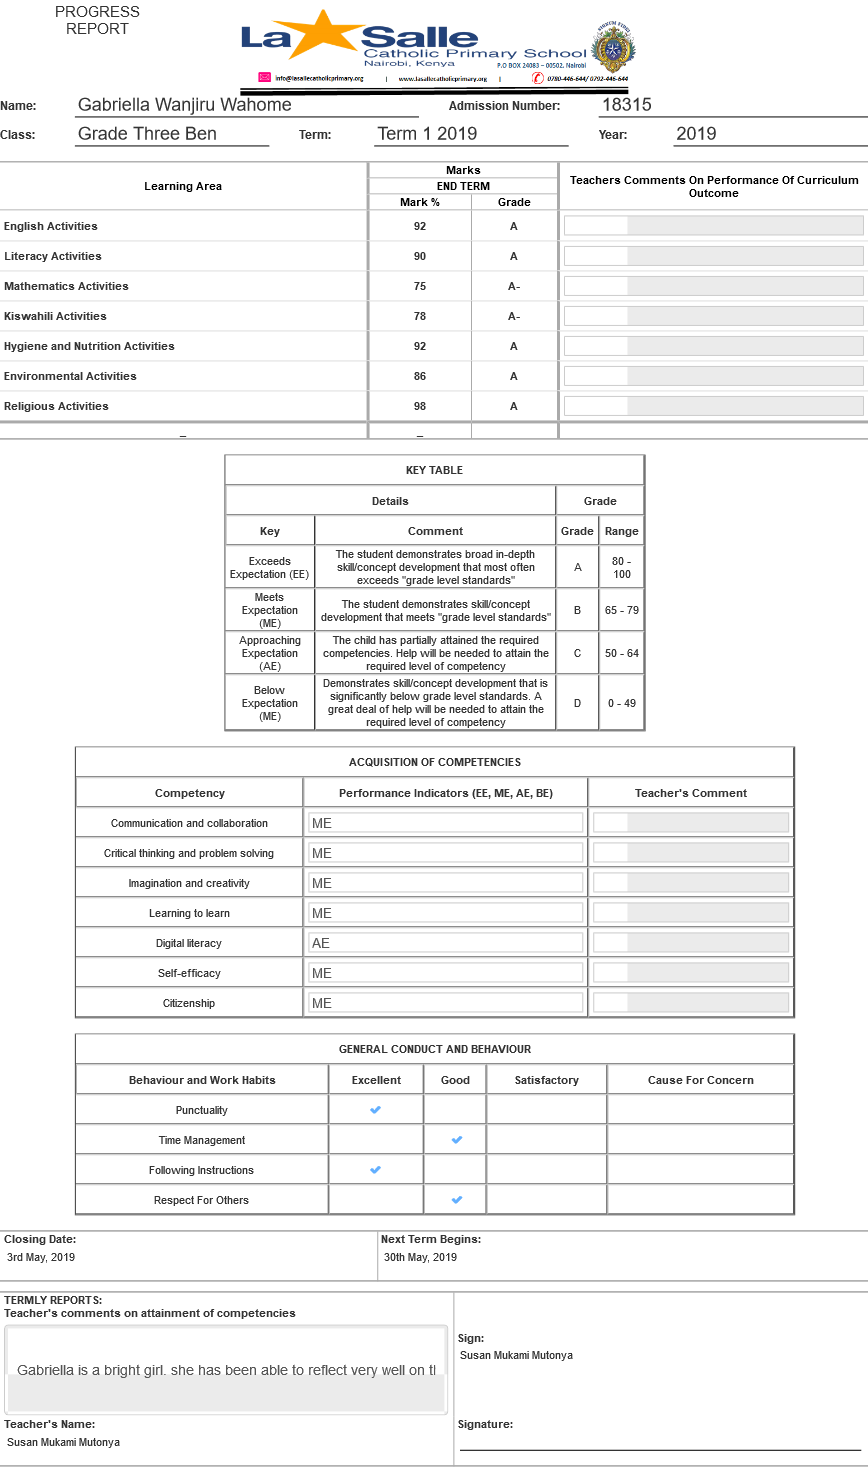 PROGRESS
REPORT
La Salle
Catholic Primary School
Nairobi, Kenya
P.O BOX 24083 – 00502, Nairobi
info@lasallecatholicprimary.org | www.lasallecatholicprimary.org | 0780-446-644/ 0792-446-644
Name: Gabriella Wanjiru Wahome Admission Number: 18315
Class: Grade Three Ben Term: Term 1 2019 Year: 2019
Learning Area Marks Teachers Comments On Performance Of Curriculum Outcome
END TERM
Mark % Grade
English Activities 92 A
Literacy Activities 90 A
Mathematics Activities 75 A-
Kiswahili Activities 78 A-
Hygiene and Nutrition Activities 92 A
Environmental Activities 86 A
Religious Activities 98 A
_ _
KEY TABLE
Details Grade
Key Comment Grade Range
Exceeds Expectation (EE) The student demonstrates broad in-depth skill/concept development that most often exceeds "grade level standards" A 80 - 100
Meets Expectation (ME) The student demonstrates skill/concept development that meets "grade level standards" B 65 - 79
Approaching Expectation (AE) The child has partially attained the required competencies. Help will be needed to attain the required level of competency C 50 - 64
Below Expectation (ME) Demonstrates skill/concept development that is significantly below grade level standards. A great deal of help will be needed to attain the required level of competency D 0 - 49
ACQUISITION OF COMPETENCIES
Competency Performance Indicators (EE, ME, AE, BE) Teacher's Comment
Communication and collaboration ME
Critical thinking and problem solving ME
Imagination and creativity ME
Learning to learn ME
Digital literacy AE
Self-efficacy ME
Citizenship ME
GENERAL CONDUCT AND BEHAVIOUR
Behaviour and Work Habits Excellent Good Satisfactory Cause For Concern
Punctuality
Time Management
Following Instructions
Respect For Others
Closing Date: Next Term Begins:
3rd May, 2019 30th May, 2019
TERMLY REPORTS:
Teacher's comments on attainment of competencies
Gabriella is a bright girl. she has been able to reflect very well on
Sign:
Susan Mukami Mutonya
Teacher's Name: Signature:
Susan Mukami Mutonya